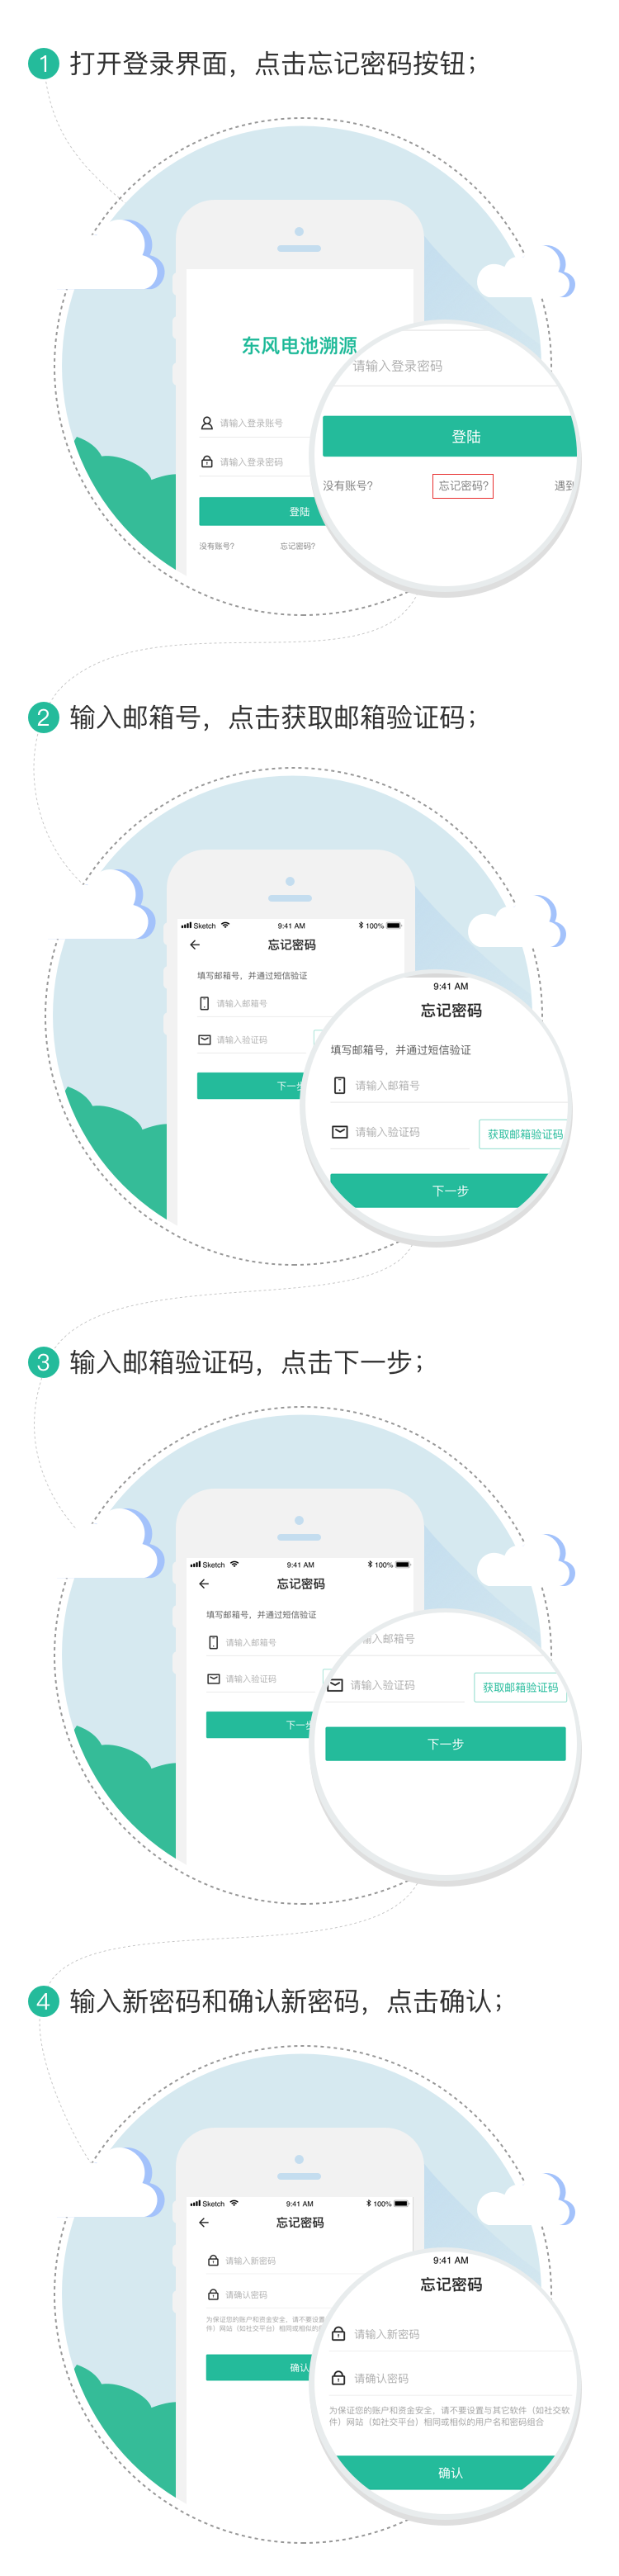 1 打开登录界面，点击忘记密码按钮；
东风电池溯源
请输入登录账号
请输入登录密码
登陆
没有账号?
忘记密码?
请输入登录密码
登陆
没有账号?
忘记密码?
遇到
2 输入邮箱号，点击获取邮箱验证码；
Sketch 9:41 AM 100%
忘记密码
填写邮箱号，并通过短信验证
请输入邮箱号
请输入验证码
下一步
9:41 AM
忘记密码
填写邮箱号，并通过短信验证
请输入邮箱号
请输入验证码 获取邮箱验证码
下一步
3 输入邮箱验证码，点击下一步；
Sketch 9:41 AM 100%
忘记密码
填写邮箱号，并通过短信验证
请输入邮箱号
请输入验证码
下一步
输入邮箱号
请输入验证码 获取邮箱验证码
下一步
4 输入新密码和确认新密码，点击确认；
Sketch 9:41 AM 100%
忘记密码
请输入新密码
请确认密码
为保证您的账户和资金安全，请不要设置
件）网站（如社交平台）相同或相似的
确认
9:41 AM
忘记密码
请输入新密码
请确认密码
为保证您的账户和资金安全，请不要设置与其它软件（如社交软
件）网站（如社交平台）相同或相似的用户名和密码组合
确认